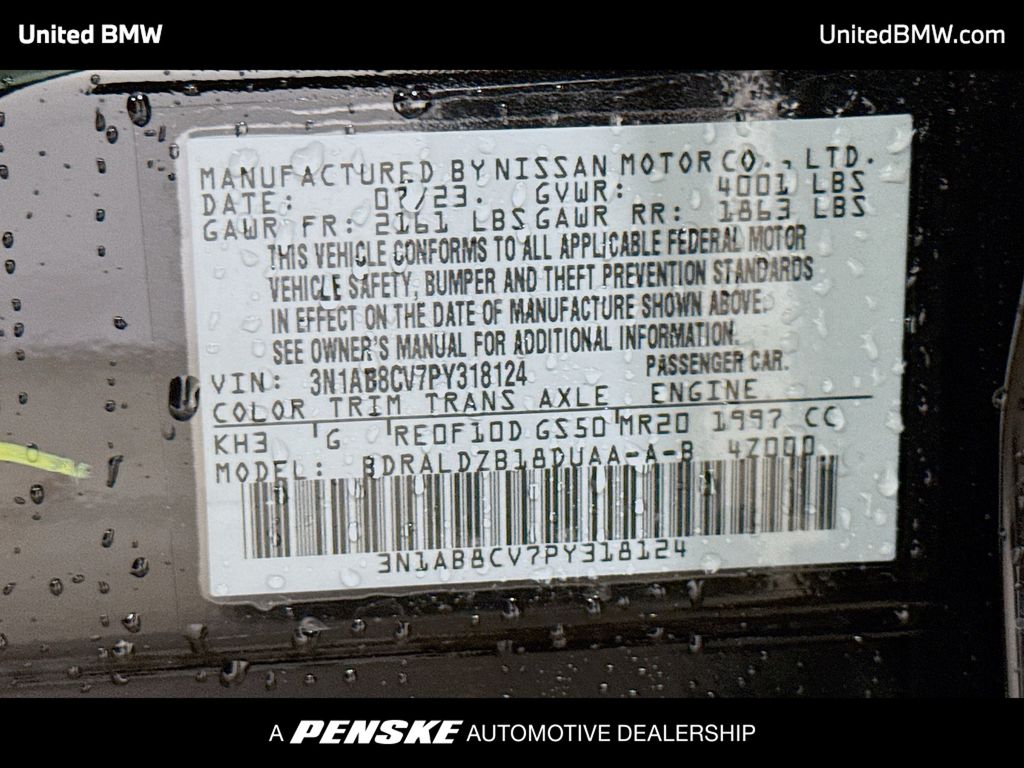 United BMW
UnitedBMW.com
MANUFACTURED BY NISSAN MOTOR CO., LTD.
DATE: 07/23. GVWR: 4001 LBS
GAWR FR: 2161 LBS GAWR RR: 1863 LBS
THIS VEHICLE CONFORMS TO ALL APPLICABLE FEDERAL MOTOR
VEHICLE SAFETY, BUMPER AND THEFT PREVENTION STANDARDS
IN EFFECT ON THE DATE OF MANUFACTURE SHOWN ABOVE.
SEE OWNER'S MANUAL FOR ADDITIONAL INFORMATION.
VIN: 3N1AB8CV7PY318124 PASSENGER CAR.
COLOR TRIM TRANS AXLE ENGINE
KH3 G RE0F10D GS50 MR20 1997 CC
MODEL: BDRALDZB18DUAA-A-B 4Z000
3N1AB8CV7PY318124
A PENSKE AUTOMOTIVE DEALERSHIP